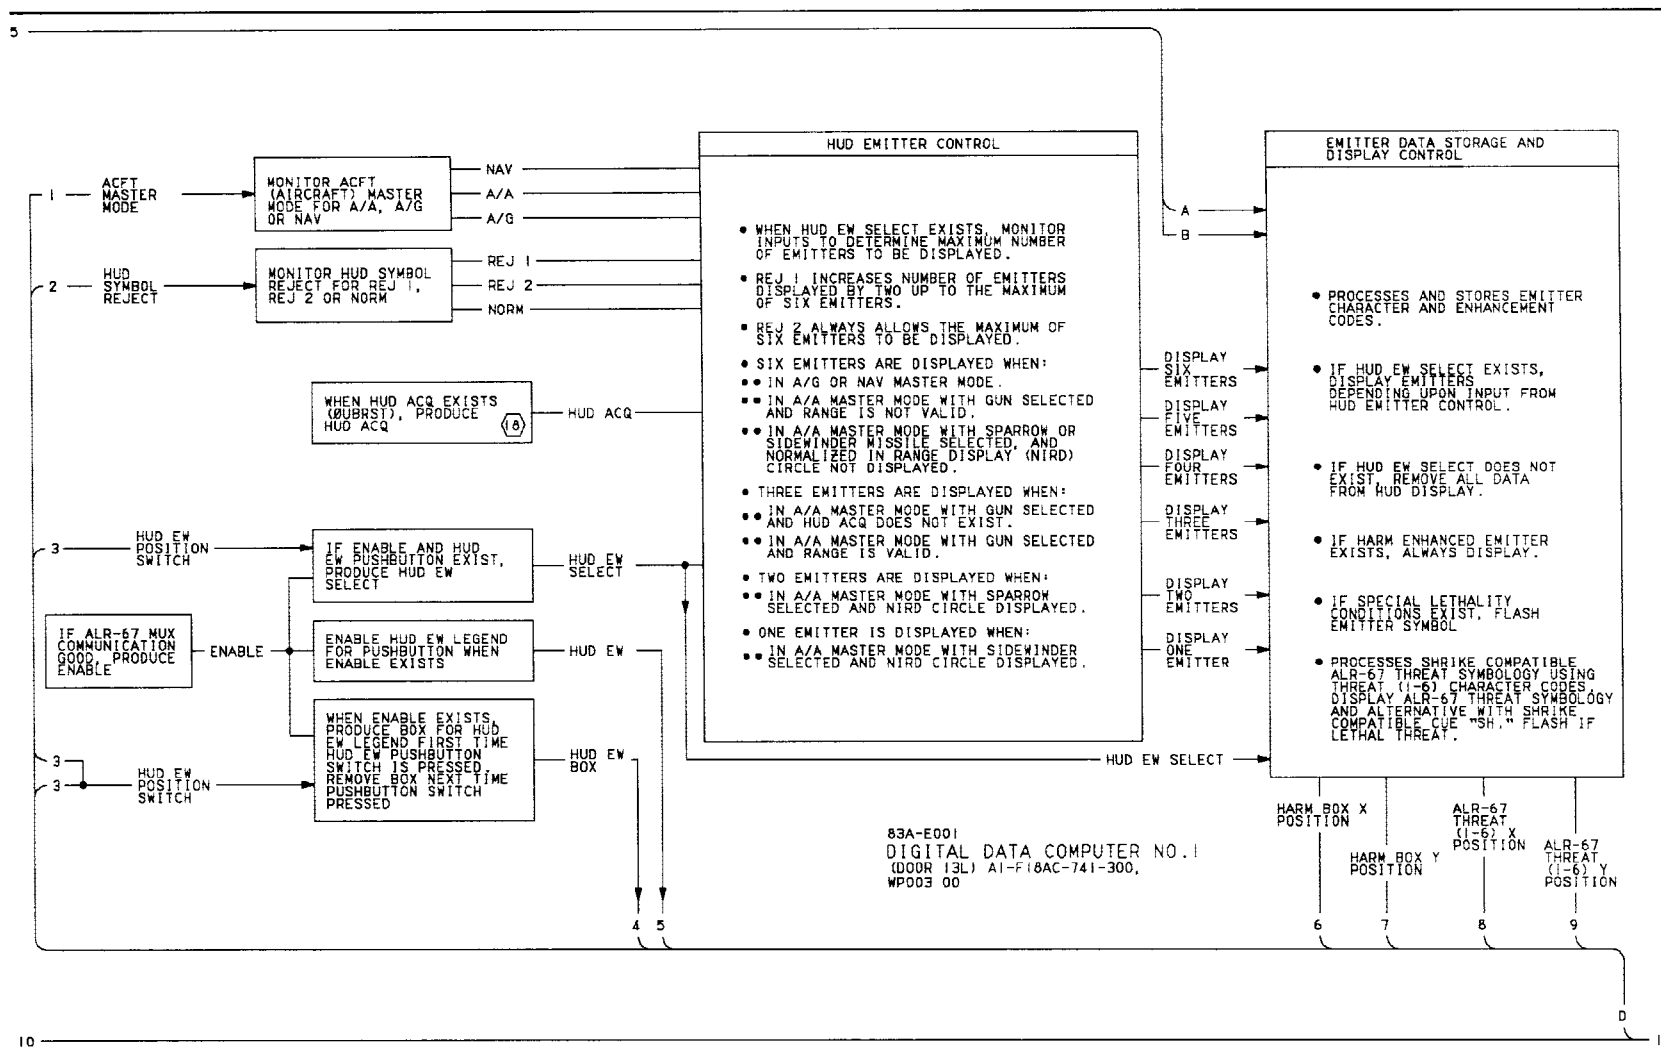 5
HUD EMITTER CONTROL
EMITTER DATA STORAGE AND
DISPLAY CONTROL
1
ACFT
MASTER
MODE
MONITOR ACFT
(AIRCRAFT) MASTER
MODE FOR A/A, A/G
OR NAV
NAV
A/A
A/G
2
HUD
SYMBOL
REJECT
MONITOR HUD SYMBOL
REJECT FOR REJ 1,
REJ 2 OR NORM
REJ 1
REJ 2
NORM
WHEN HUD ACQ EXISTS
(ØUBRST), PRODUCE
HUD ACQ
18
HUD ACQ
3
HUD EW
POSITION
SWITCH
IF ENABLE AND HUD
EW PUSHBUTTON EXIST,
PRODUCE HUD EW
SELECT
HUD EW
SELECT
IF ALR-67 MUX
COMMUNICATION
GOOD, PRODUCE
ENABLE
ENABLE
ENABLE HUD EW LEGEND
FOR PUSHBUTTON WHEN
ENABLE EXISTS
HUD EW
3
3
HUD EW
POSITION
SWITCH
WHEN ENABLE EXISTS,
PRODUCE BOX FOR HUD
EW LEGEND FIRST TIME
HUD EW PUSHBUTTON
SWITCH IS PRESSED,
REMOVE BOX NEXT TIME
PUSHBUTTON SWITCH
PRESSED
HUD EW
BOX
• WHEN HUD EW SELECT EXISTS, MONITOR
INPUTS TO DETERMINE MAXIMUM NUMBER
OF EMITTERS TO BE DISPLAYED.
• REJ 1 INCREASES NUMBER OF EMITTERS
DISPLAYED BY TWO UP TO THE MAXIMUM
OF SIX EMITTERS.
• REJ 2 ALWAYS ALLOWS THE MAXIMUM OF
SIX EMITTERS TO BE DISPLAYED.
• SIX EMITTERS ARE DISPLAYED WHEN:
•• IN A/G OR NAV MASTER MODE.
•• IN A/A MASTER MODE WITH GUN SELECTED
AND RANGE IS NOT VALID.
•• IN A/A MASTER MODE WITH SPARROW OR
SIDEWINDER MISSILE SELECTED, AND
NORMALIZED IN RANGE DISPLAY (NIRD)
CIRCLE NOT DISPLAYED.
• THREE EMITTERS ARE DISPLAYED WHEN:
•• IN A/A MASTER MODE WITH GUN SELECTED
AND HUD ACQ DOES NOT EXIST.
•• IN A/A MASTER MODE WITH GUN SELECTED
AND RANGE IS VALID.
• TWO EMITTERS ARE DISPLAYED WHEN:
•• IN A/A MASTER MODE WITH SPARROW
SELECTED AND NIRD CIRCLE DISPLAYED.
• ONE EMITTER IS DISPLAYED WHEN:
•• IN A/A MASTER MODE WITH SIDEWINDER
SELECTED AND NIRD CIRCLE DISPLAYED.
A
B
DISPLAY
SIX
EMITTERS
DISPLAY
FIVE
EMITTERS
DISPLAY
FOUR
EMITTERS
DISPLAY
THREE
EMITTERS
DISPLAY
TWO
EMITTERS
DISPLAY
ONE
EMITTER
HUD EW SELECT
• PROCESSES AND STORES EMITTER
CHARACTER AND ENHANCEMENT
CODES.
• IF HUD EW SELECT EXISTS,
DISPLAY EMITTERS
DEPENDING UPON INPUT FROM
HUD EMITTER CONTROL.
• IF HUD EW SELECT DOES NOT
EXIST, REMOVE ALL DATA
FROM HUD DISPLAY.
• IF HARM ENHANCED EMITTER
EXISTS, ALWAYS DISPLAY.
• IF SPECIAL LETHALITY
CONDITIONS EXIST, FLASH
EMITTER SYMBOL
• PROCESSES SHRIKE COMPATIBLE
ALR-67 THREAT SYMBOLOGY USING
THREAT (1-6) CHARACTER CODES,
DISPLAY ALR-67 THREAT SYMBOLOGY
AND ALTERNATIVE WITH SHRIKE
COMPATIBLE CUE "SH." FLASH IF
LETHAL THREAT.
83A-E001
DIGITAL DATA COMPUTER NO.1
(DOOR 13L) A1-F18AC-741-300,
WP003 00
HARM BOX X
POSITION
HARM BOX Y
POSITION
ALR-67
THREAT
(1-6) X
POSITION
ALR-67
THREAT
(1-6) Y
POSITION
4
5
6
7
8
9
D
10